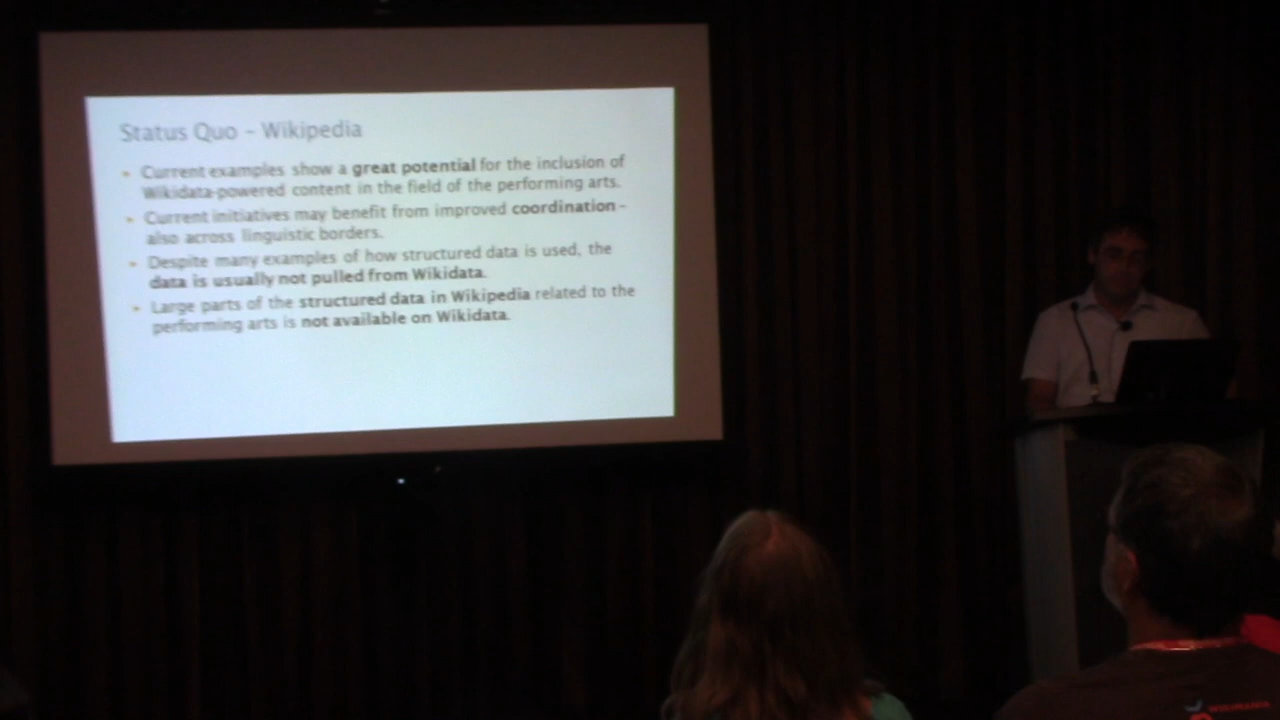 Status Quo – Wikipedia
Current examples show a great potential for the inclusion of
Wikidata-powered content in the field of the performing arts.
Current initiatives may benefit from improved coordination –
also across linguistic borders.
Despite many examples of how structured data is used, the
data is usually not pulled from Wikidata.
Large parts of the structured data in Wikipedia related to the
performing arts is not available on Wikidata.